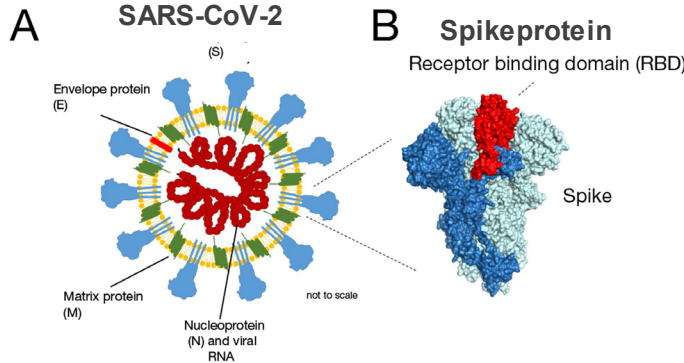 A
SARS-CoV-2
(S)
Envelope protein
(E)
Matrix protein
(M)
Nucleoprotein
(N) and viral
RNA
not to scale
B
Spikeprotein
Receptor binding domain (RBD)
Spike